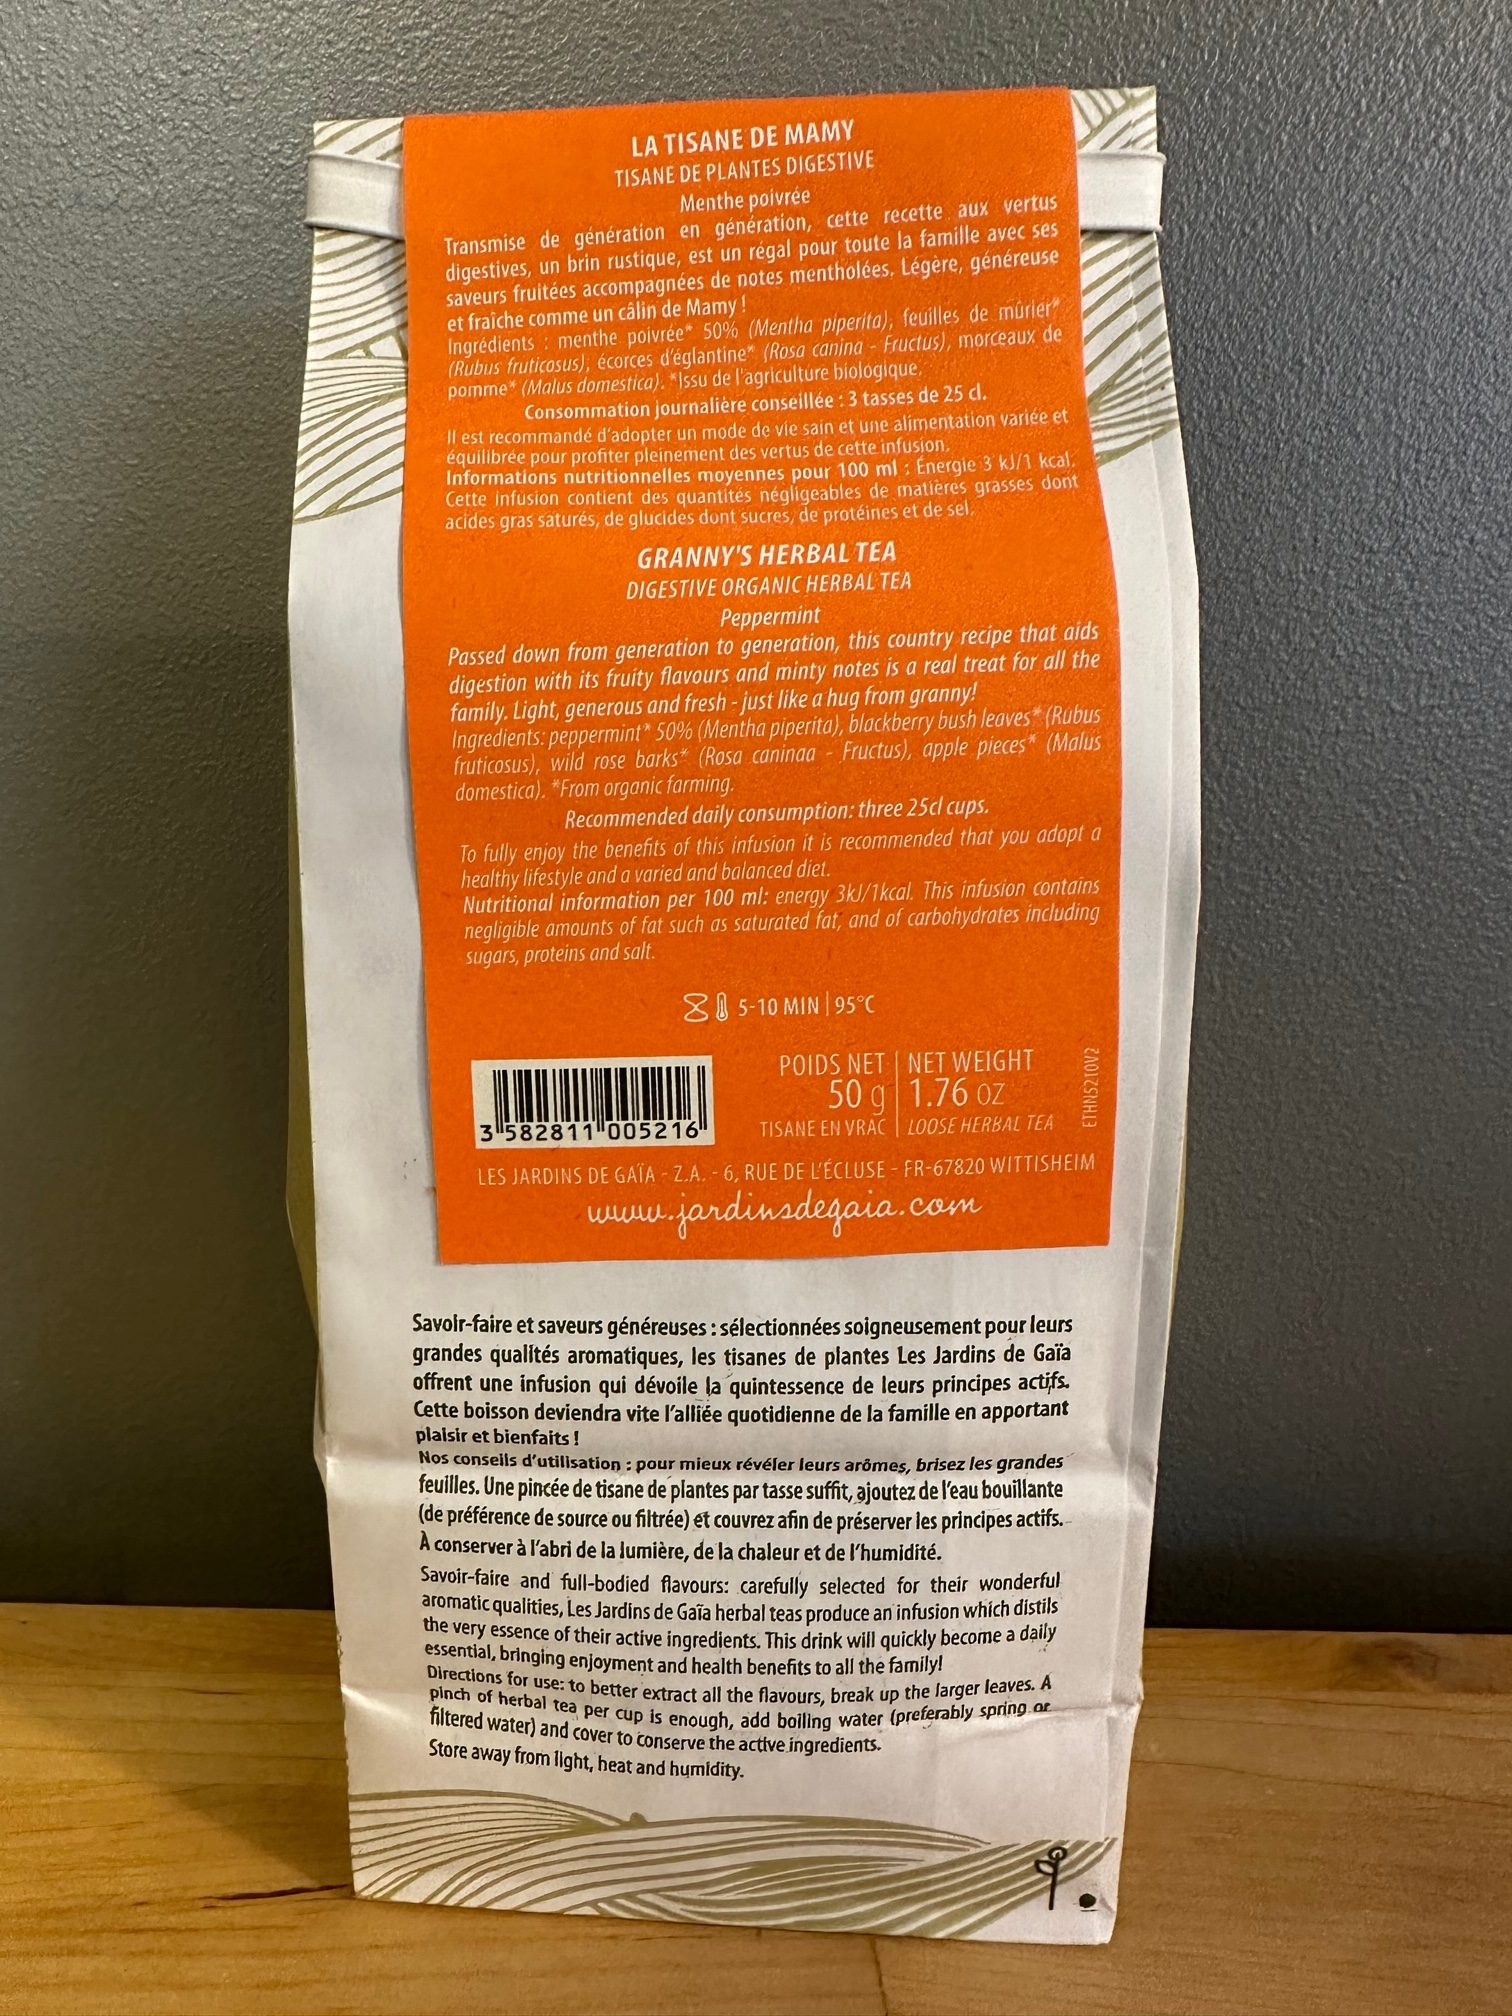 LA TISANE DE MAMY
TISANE DE PLANTES DIGESTIVE
Menthe poivrée
Transmise de génération en génération, cette recette aux vertus
digestives, un brin rustique, est un régal pour toute la famille avec ses
saveurs fruitées accompagnées de notes mentholées. Légère, généreuse
et fraîche comme un câlin de Mamy !
Ingrédients : menthe poivrée* 50% (Mentha piperita), feuilles de mûrier*
(Rubus fruticosus), écorces d'églantine* (Rosa canina - Fructus), morceaux de
pomme* (Malus domestica). *Issu de l'agriculture biologique.
Consommation journalière conseillée : 3 tasses de 25 cl.
Il est recommandé d'adopter un mode de vie sain et une alimentation variée et
équilibrée pour profiter pleinement des vertus de cette infusion.
Informations nutritionnelles moyennes pour 100 ml : Énergie 3 kJ/1 kcal.
Cette infusion contient des quantités négligeables de matières grasses dont
acides gras saturés, de glucides dont sucres, de protéines et de sel.
GRANNY'S HERBAL TEA
DIGESTIVE ORGANIC HERBAL TEA
Peppermint
Passed down from generation to generation, this country recipe that aids
digestion with its fruity flavours and minty notes is a real treat for all the
family. Light, generous and fresh - just like a hug from granny!
Ingredients: peppermint* 50% (Mentha piperita), blackberry bush leaves* (Rubus
fruticosus), wild rose barks* (Rosa caninaa - Fructus), apple pieces* (Malus
domestica). *From organic farming.
Recommended daily consumption: three 25cl cups.
To fully enjoy the benefits of this infusion it is recommended that you adopt a
healthy lifestyle and a varied and balanced diet.
Nutritional information per 100 ml: energy 3kJ/1kcal. This infusion contains
negligible amounts of fat such as saturated fat, and of carbohydrates including
sugars, proteins and salt.
5-10 MIN | 95°C
POIDS NET | NET WEIGHT
50 g | 1.76 OZ
TISANE EN VRAC | LOOSE HERBAL TEA
ETHN5210V2
3 582811 005216
LES JARDINS DE GAÏA - Z.A. - 6, RUE DE L'ÉCLUSE - FR-67820 WITTISHEIM
www.jardinsdegaia.com
Savoir-faire et saveurs généreuses : sélectionnées soigneusement pour leurs
grandes qualités aromatiques, les tisanes de plantes Les Jardins de Gaïa
offrent une infusion qui dévoile la quintessence de leurs principes actifs.
Cette boisson deviendra vite l'alliée quotidienne de la famille en apportant
plaisir et bienfaits !
Nos conseils d'utilisation : pour mieux révéler leurs arômes, brisez les grandes
feuilles. Une pincée de tisane de plantes par tasse suffit, ajoutez de l'eau bouillante
(de préférence de source ou filtrée) et couvrez afin de préserver les principes actifs.
À conserver à l'abri de la lumière, de la chaleur et de l'humidité.
Savoir-faire and full-bodied flavours: carefully selected for their wonderful
aromatic qualities, Les Jardins de Gaïa herbal teas produce an infusion which distils
the very essence of their active ingredients. This drink will quickly become a daily
essential, bringing enjoyment and health benefits to all the family!
Directions for use: to better extract all the flavours, break up the larger leaves. A
pinch of herbal tea per cup is enough, add boiling water (preferably spring or
filtered water) and cover to conserve the active ingredients.
Store away from light, heat and humidity.